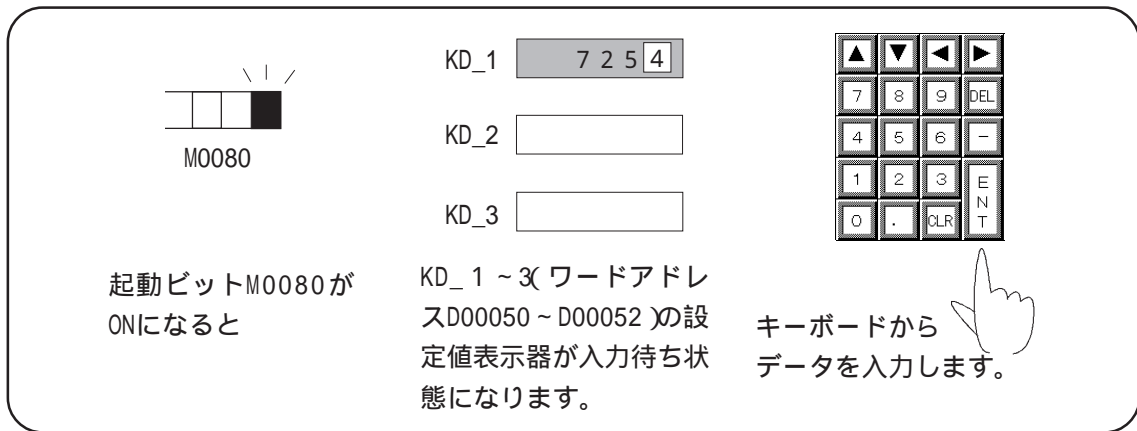 KD_1 7254
KD_2
KD_3
M0080
▲ ▼ ◀ ▶
7 8 9 DEL
4 5 6 −
1 2 3 ENT
0 . CLR
起動ビットM0080が
ONになると
KD_1~3(ワードアドレ
スD00050~D00052)の設
定値表示器が入力待ち状
態になります。
キーボードから
データを入力します。